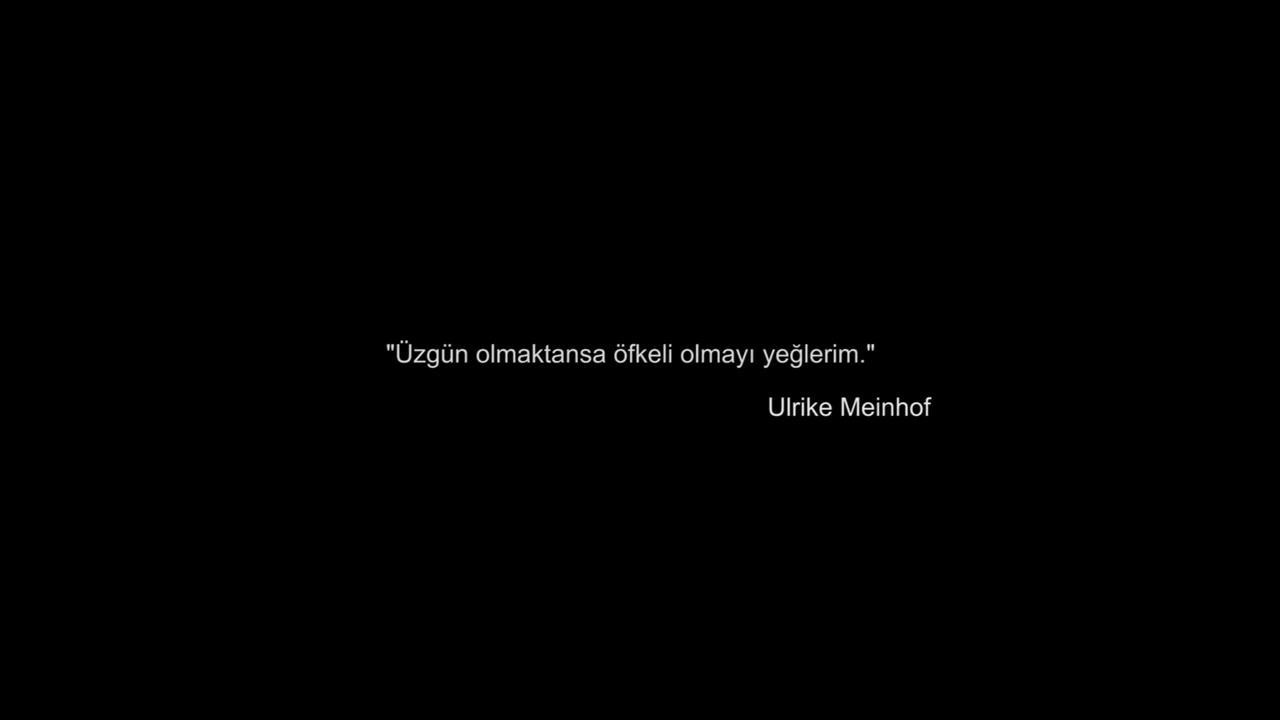 "Üzgün olmaktansa öfkeli olmayı yeğlerim."
Ulrike Meinhof